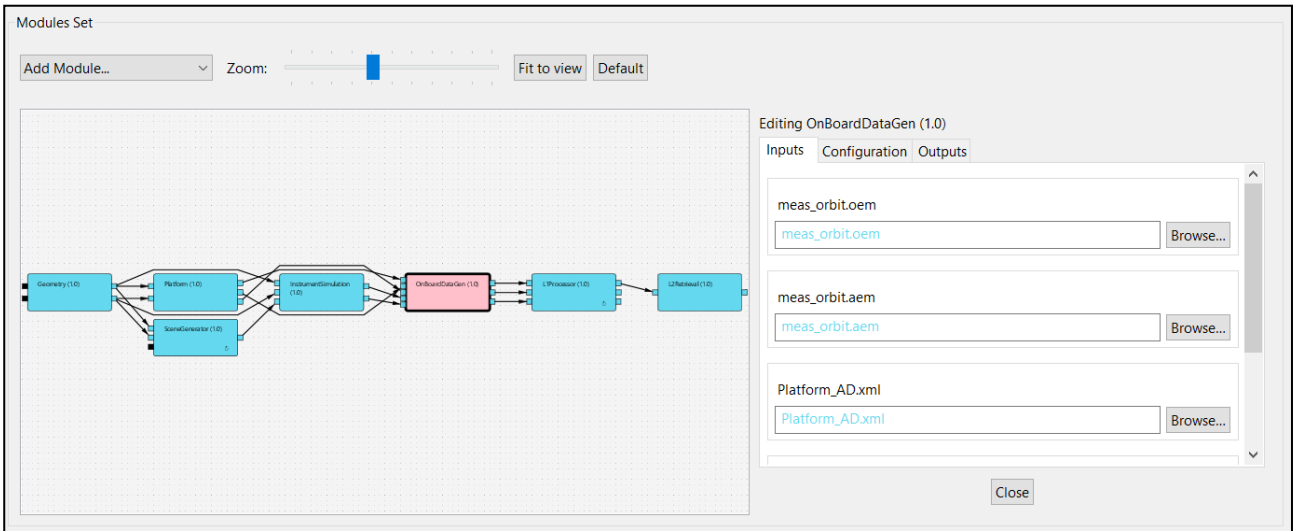 Modules Set
Add Module...
Zoom:
Fit to view
Default
Editing OnBoardDataGen (1.0)
Inputs
Configuration
Outputs
meas_orbit.oem
meas_orbit.oem
Browse...
meas_orbit.aem
meas_orbit.aem
Browse...
Platform_AD.xml
Platform_AD.xml
Browse...
Close
Geometry (1.0)
Platform (1.0)
InstrumentSimulation
(1.0)
OnBoardDataGen (1.0)
L1Processor (1.0)
L2Retrieval (1.0)
SceneGenerator (1.0)